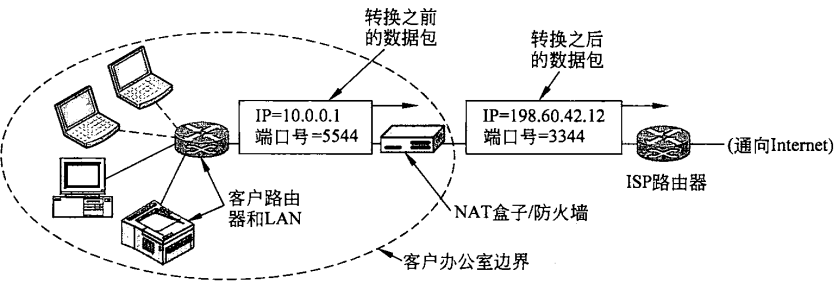 转换之前
的数据包
转换之后
的数据包
IP=10.0.0.1
端口号=5544
IP=198.60.42.12
端口号=3344
(通向Internet)
ISP路由器
客户路由
器和LAN
NAT盒子/防火墙
客户办公室边界